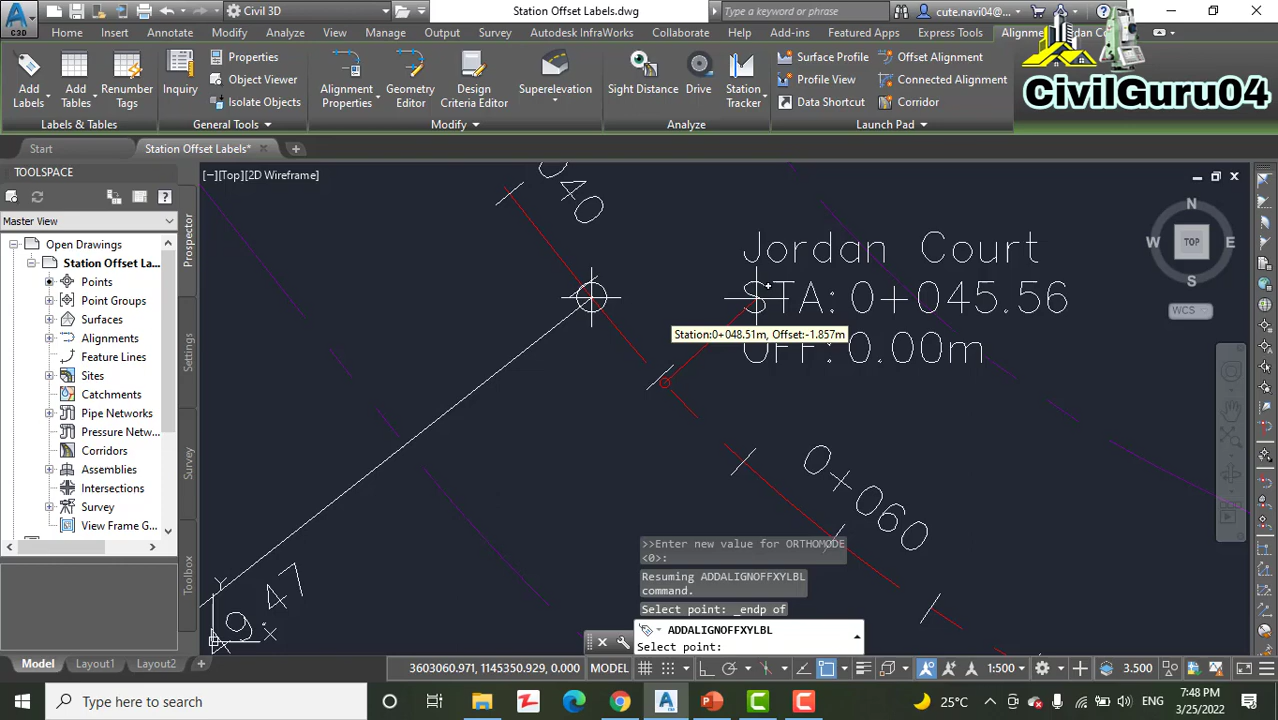 A
C3D
Civil 3D
Station Offset Labels.dwg
Type a keyword or phrase
cute.navi04@...
Home Insert Annotate Modify Analyze View Manage Output Survey Autodesk InfraWorks Collaborate Help Add-ins Featured Apps Express Tools
Add Labels
Add Tables
Renumber Tags
Labels & Tables
Inquiry
Properties
Object Viewer
Isolate Objects
General Tools
Alignment Properties
Geometry Editor
Design Criteria Editor
Superelevation
Modify
Sight Distance
Drive
Station Tracker
Analyze
Surface Profile
Profile View
Data Shortcut
Offset Alignment
Connected Alignment
Corridor
Launch Pad
CivilGuru04
Start
Station Offset Labels*
TOOLSPACE
Master View
Open Drawings
Station Offset La...
Points
Point Groups
Surfaces
Alignments
Feature Lines
Sites
Catchments
Pipe Networks
Pressure Netw...
Corridors
Assemblies
Intersections
Survey
View Frame G...
Prospector
Settings
Survey
Toolbox
[−][Top][2D Wireframe]
N
W TOP E
S
WCS
Jordan Court
STA: 0+045.56
OFF: 0.00m
Station:0+048.51m, Offset:-1.857m
0+060
9.47
Y
X
>>Enter new value for ORTHOMODE
<0>:
Resuming ADDALIGNOFFXYLBL
command.
Select point: _endp of
ADDALIGNOFFXYLBL
Select point:
Model Layout1 Layout2 +
3603060.971, 1145350.929, 0.000 MODEL
1:500
3.500
Type here to search
25°C
ENG
7:48 PM
3/25/2022